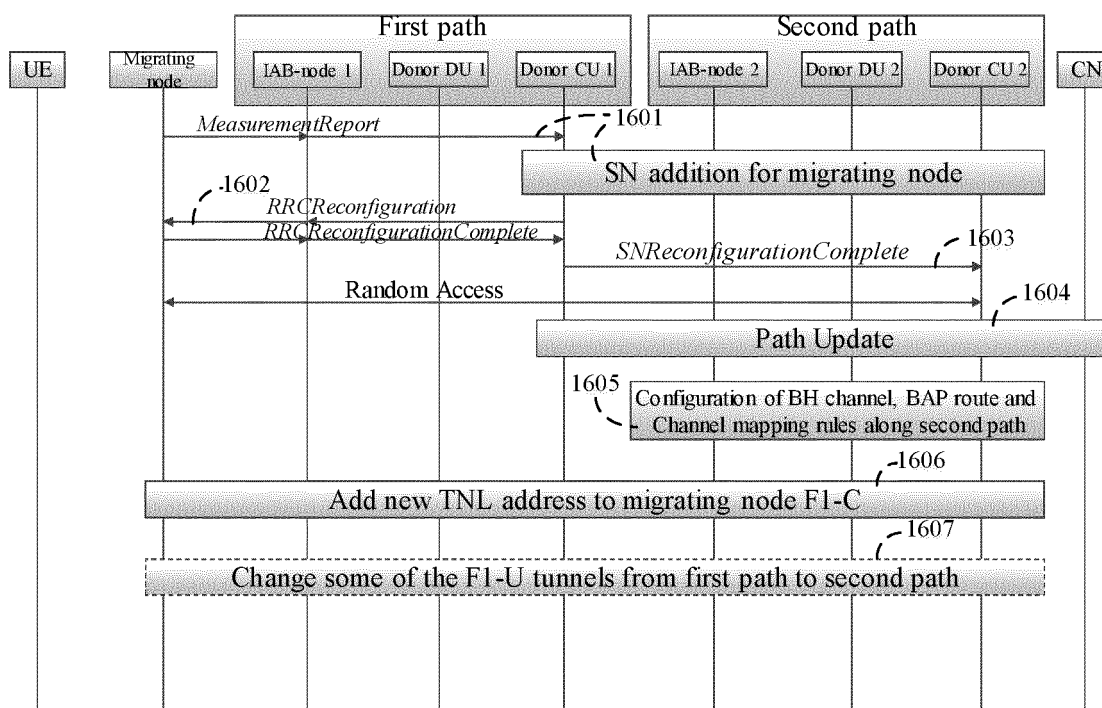 First path
Second path
UE
Migrating
node
IAB-node 1
Donor DU 1
Donor CU 1
IAB-node 2
Donor DU 2
Donor CU 2
CN
MeasurementReport
1601
SN addition for migrating node
1602
RRCReconfiguration
RRCReconfigurationComplete
SNReconfigurationComplete
1603
Random Access
1604
Path Update
1605
Configuration of BH channel, BAP route and
Channel mapping rules along second path
1606
Add new TNL address to migrating node F1-C
1607
Change some of the F1-U tunnels from first path to second path